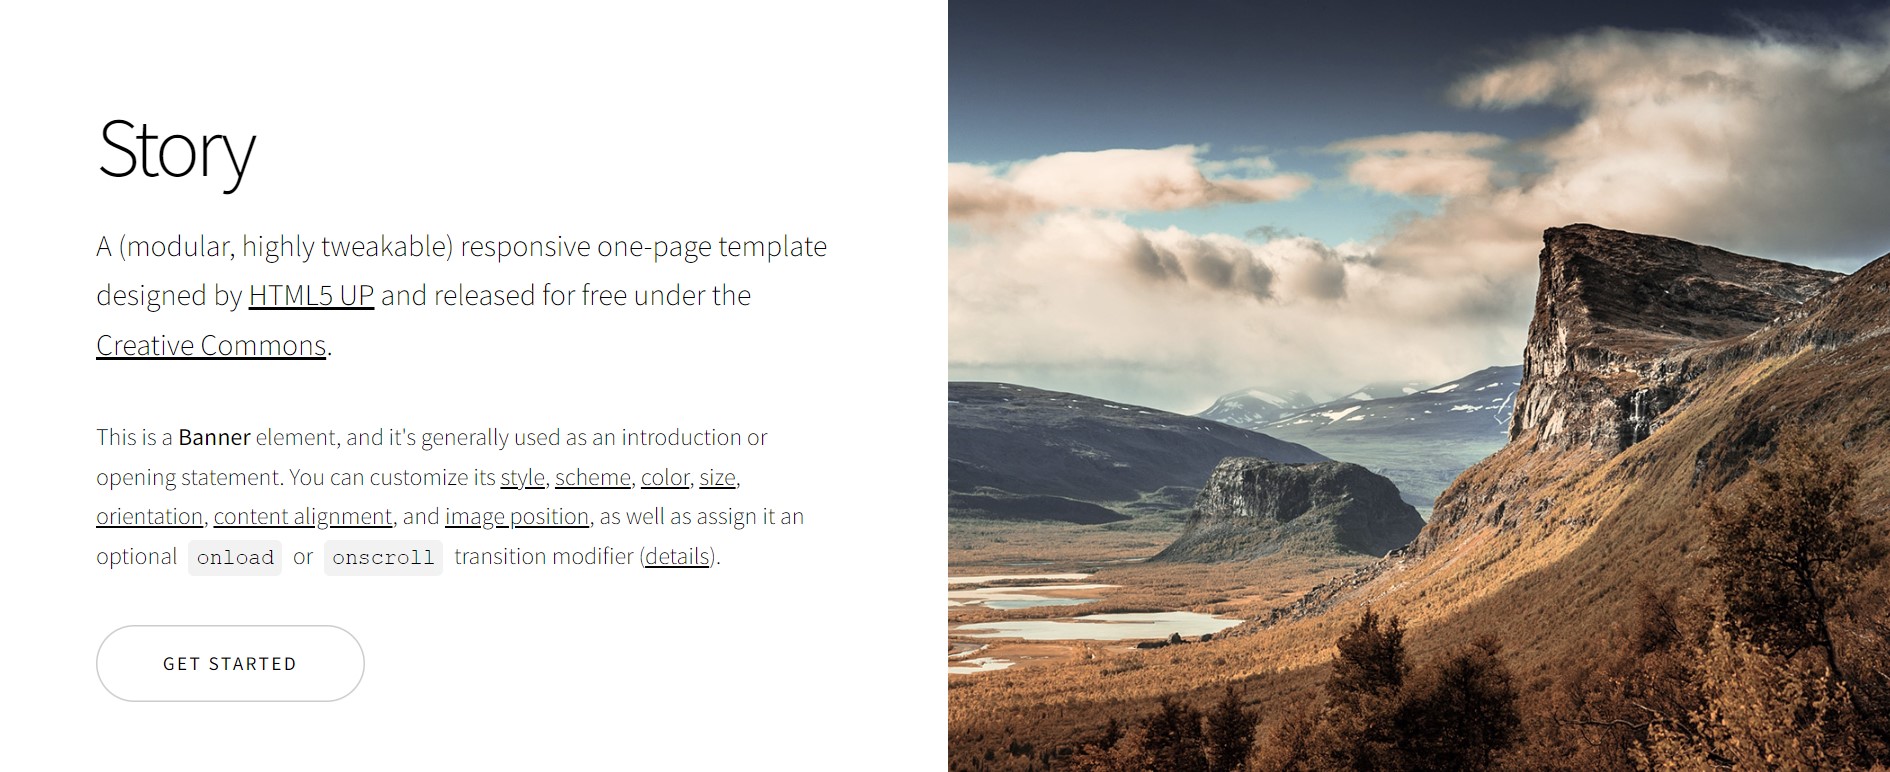 Story
A (modular, highly tweakable) responsive one-page template
designed by HTML5 UP and released for free under the
Creative Commons.
This is a Banner element, and it's generally used as an introduction or
opening statement. You can customize its style, scheme, color, size,
orientation, content alignment, and image position, as well as assign it an
optional onload or onscroll transition modifier (details).
GET STARTED